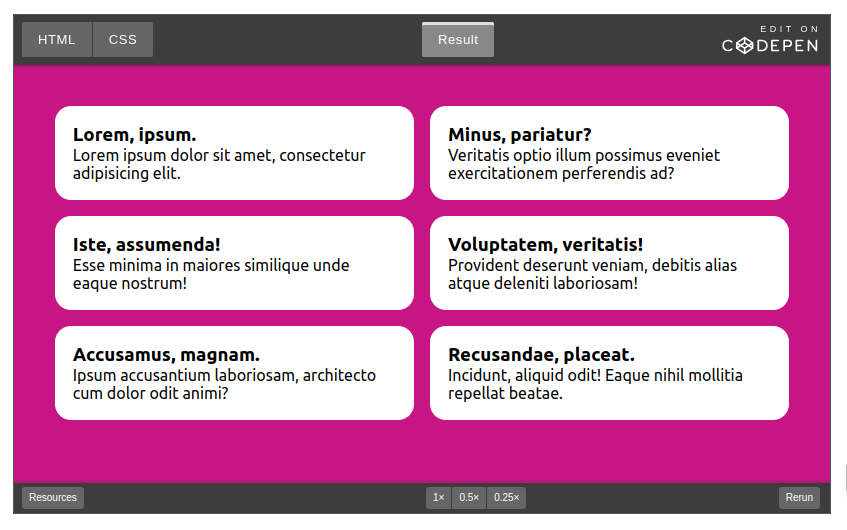 HTML CSS Result EDIT ON
CODEPEN
Lorem, ipsum.
Lorem ipsum dolor sit amet, consectetur
adipisicing elit.
Minus, pariatur?
Veritatis optio illum possimus eveniet
exercitationem perferendis ad?
Iste, assumenda!
Esse minima in maiores similique unde
eaque nostrum!
Voluptatem, veritatis!
Provident deserunt veniam, debitis alias
atque deleniti laboriosam!
Accusamus, magnam.
Ipsum accusantium laboriosam, architecto
cum dolor odit animi?
Recusandae, placeat.
Incidunt, aliquid odit! Eaque nihil mollitia
repellat beatae.
Resources 1× 0.5× 0.25× Rerun